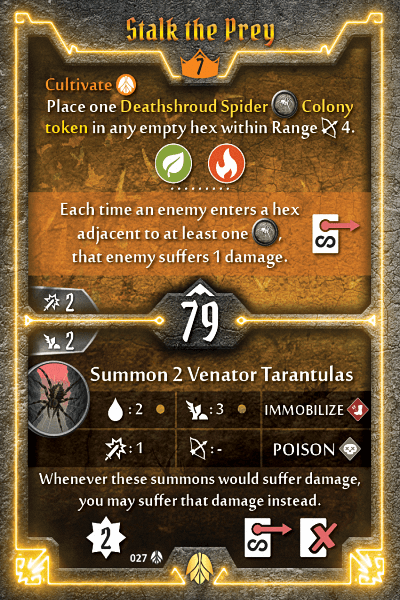 Stalk the Prey
7
Cultivate
Place one Deathshroud Spider Colony
token in any empty hex within Range 4.
Each time an enemy enters a hex
adjacent to at least one ,
that enemy suffers 1 damage.
2
79
2
Summon 2 Venator Tarantulas
: 2 : 3 IMMOBILIZE
: 1 : - POISON
Whenever these summons would suffer damage,
you may suffer that damage instead.
2
027